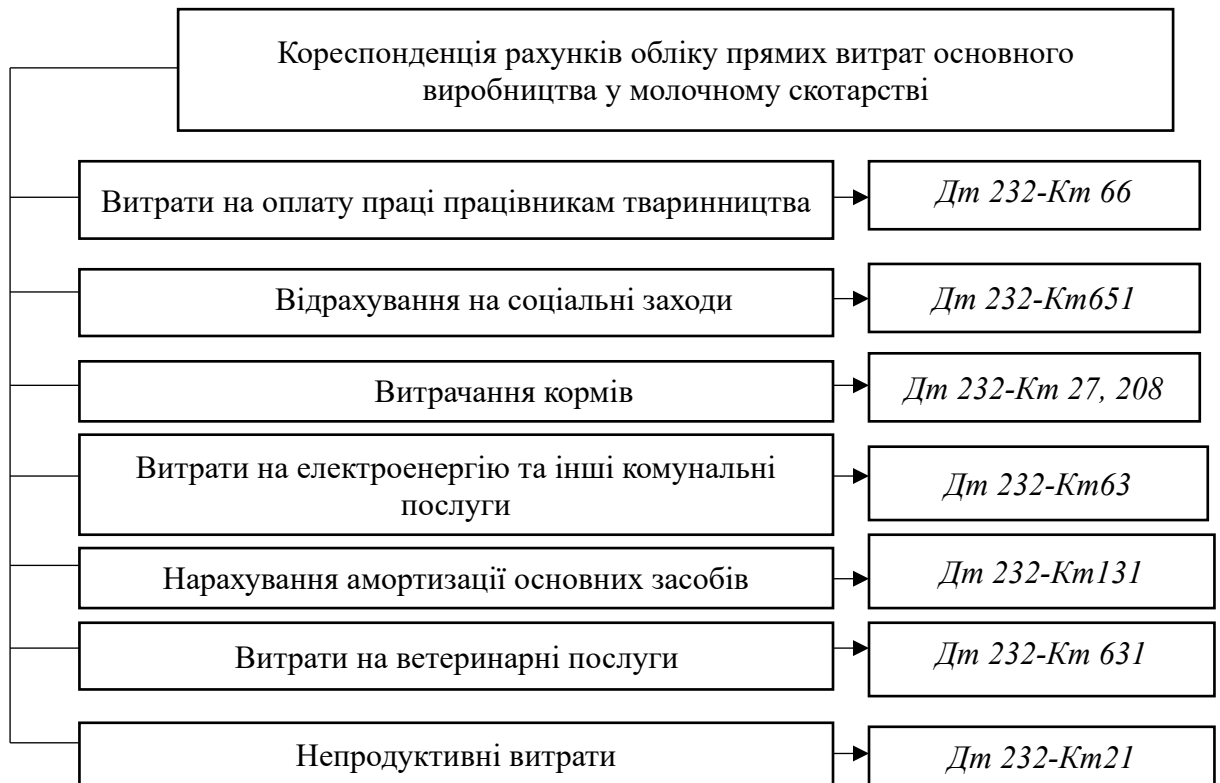 Кореспонденція рахунків обліку прямих витрат основного
виробництва у молочному скотарстві
Витрати на оплату праці працівникам тваринництва
Дт 232-Кт 66
Відрахування на соціальні заходи
Дт 232-Кт651
Витрачання кормів
Дт 232-Кт 27, 208
Витрати на електроенергію та інші комунальні
послуги
Дт 232-Кт63
Нарахування амортизації основних засобів
Дт 232-Кт131
Витрати на ветеринарні послуги
Дт 232-Кт 631
Непродуктивні витрати
Дт 232-Кт21